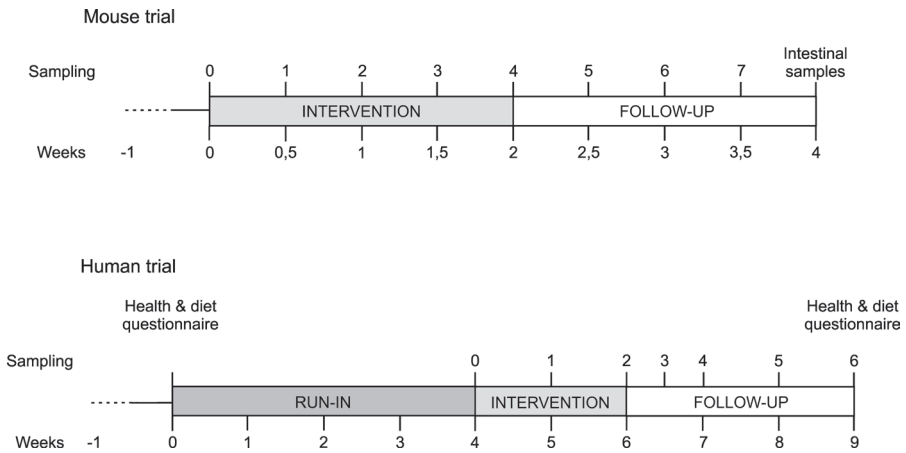 Mouse trial
Intestinal
samples
Sampling 0 1 2 3 4 5 6 7
INTERVENTION FOLLOW-UP
Weeks -1 0 0,5 1 1,5 2 2,5 3 3,5 4
Human trial
Health & diet
questionnaire
Health & diet
questionnaire
Sampling 0 1 2 3 4 5 6
RUN-IN INTERVENTION FOLLOW-UP
Weeks -1 0 1 2 3 4 5 6 7 8 9